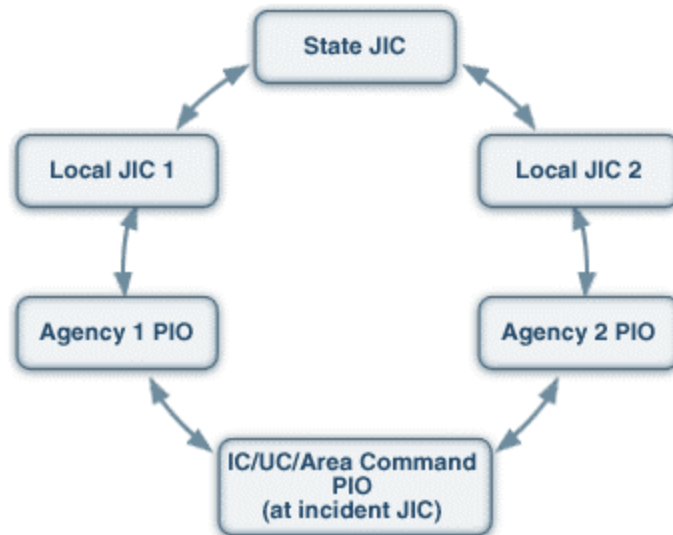 State JIC
Local JIC 1
Local JIC 2
Agency 1 PIO
Agency 2 PIO
IC/UC/Area Command
PIO
(at incident JIC)